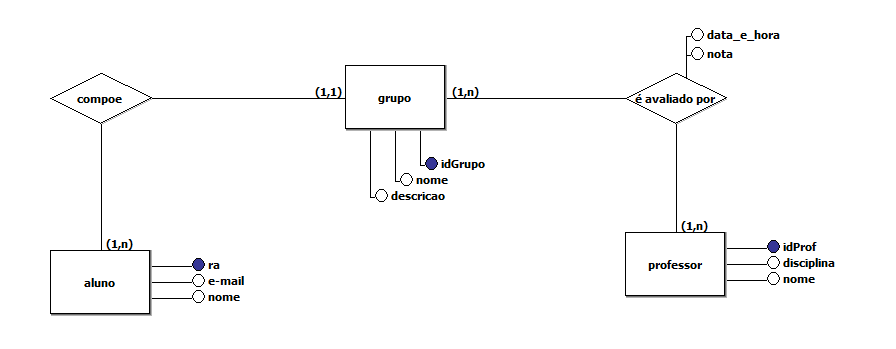 data_e_hora
nota
compoe
(1,1)
grupo
(1,n)
é avaliado por
idGrupo
nome
descricao
(1,n)
aluno
ra
e-mail
nome
(1,n)
professor
idProf
disciplina
nome